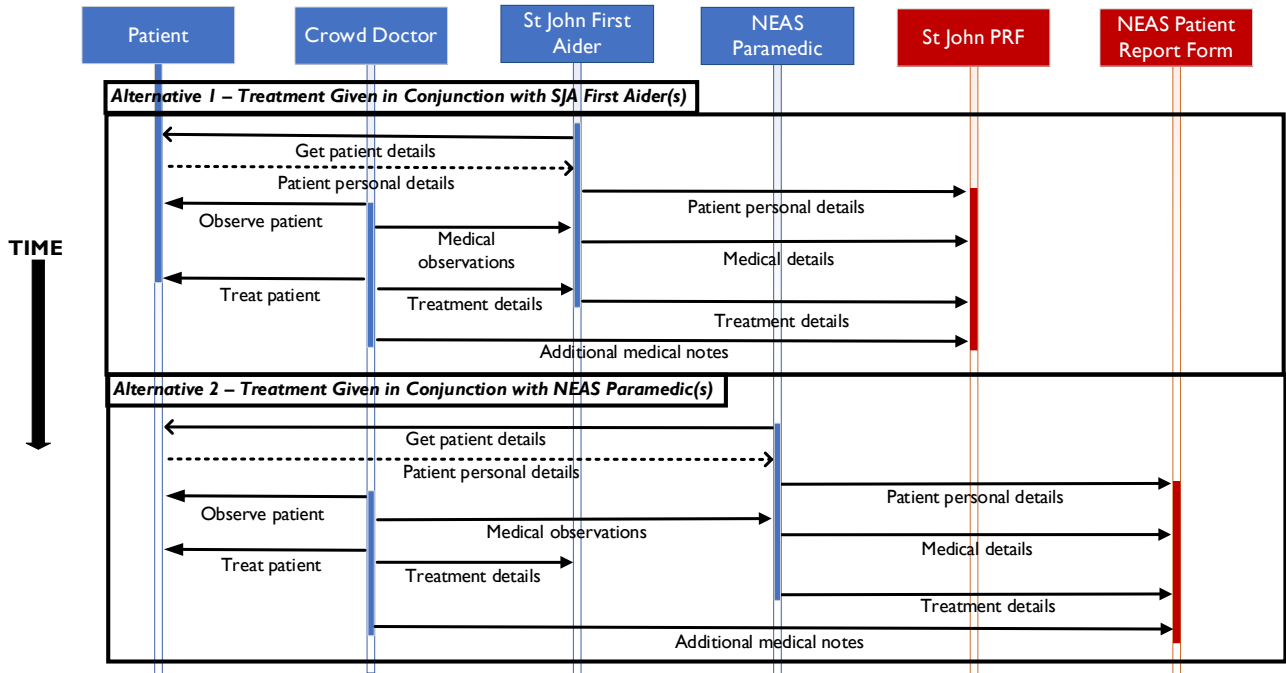 Patient
Crowd Doctor
St John First
Aider
NEAS
Paramedic
St John PRF
NEAS Patient
Report Form
Alternative 1 – Treatment Given in Conjunction with SJA First Aider(s)
Get patient details
Patient personal details
Patient personal details
Observe patient
Medical
observations
Medical details
TIME
Treat patient
Treatment details
Treatment details
Additional medical notes
Alternative 2 – Treatment Given in Conjunction with NEAS Paramedic(s)
Get patient details
Patient personal details
Patient personal details
Observe patient
Medical observations
Medical details
Treat patient
Treatment details
Treatment details
Additional medical notes